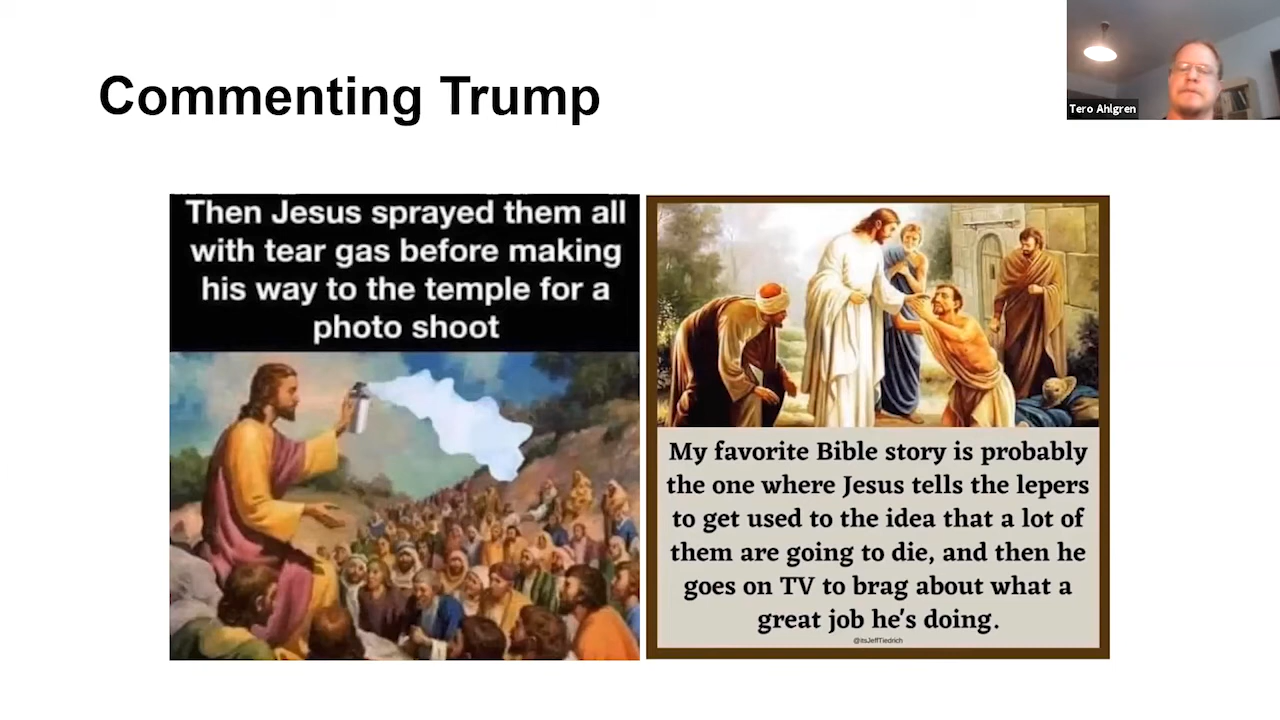 Commenting Trump
Tero Ahlgren
Then Jesus sprayed them all
with tear gas before making
his way to the temple for a
photo shoot
My favorite Bible story is probably
the one where Jesus tells the lepers
to get used to the idea that a lot of
them are going to die, and then he
goes on TV to brag about what a
great job he's doing.
@itsJeffTiedrich